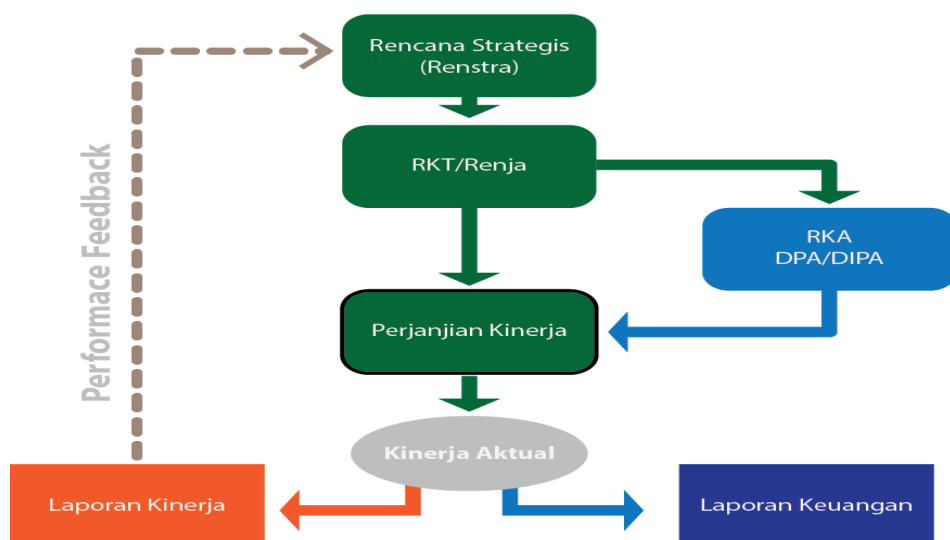 Rencana Strategis
(Renstra)
RKT/Renja
RKA
DPA/DIPA
Perjanjian Kinerja
Kinerja Aktual
Laporan Kinerja
Laporan Keuangan
Performace Feedback